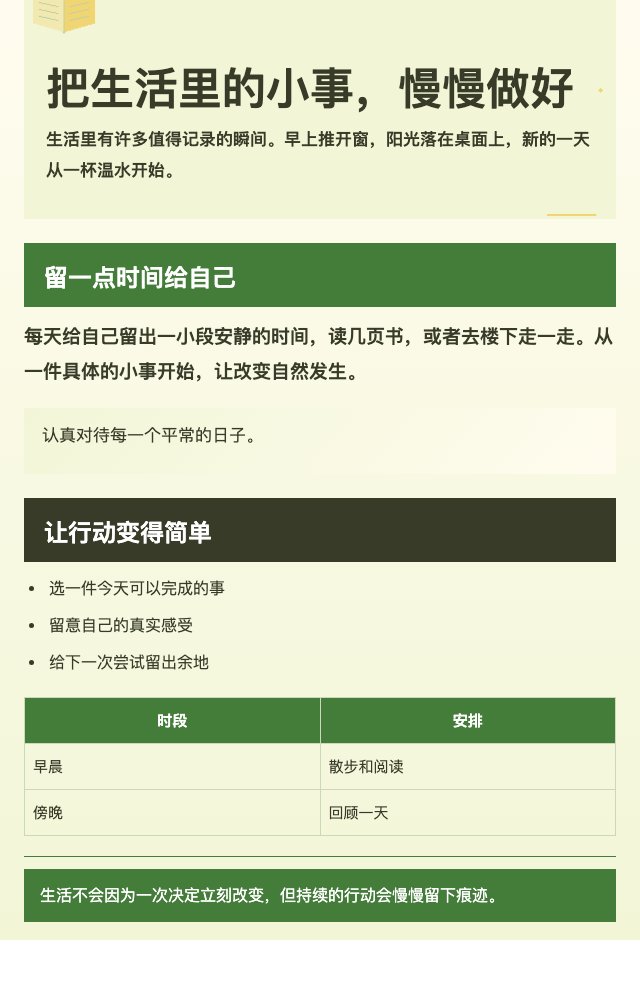 把生活里的小事，慢慢做好
生活里有许多值得记录的瞬间。早上推开窗，阳光落在桌面上，新的一天
从一杯温水开始。
留一点时间给自己
每天给自己留出一小段安静的时间，读几页书，或者去楼下走一走。从
一件具体的小事开始，让改变自然发生。
认真对待每一个平常的日子。
让行动变得简单
• 选一件今天可以完成的事
• 留意自己的真实感受
• 给下一次尝试留出余地
时段 安排
早晨 散步和阅读
傍晚 回顾一天
生活不会因为一次决定立刻改变，但持续的行动会慢慢留下痕迹。